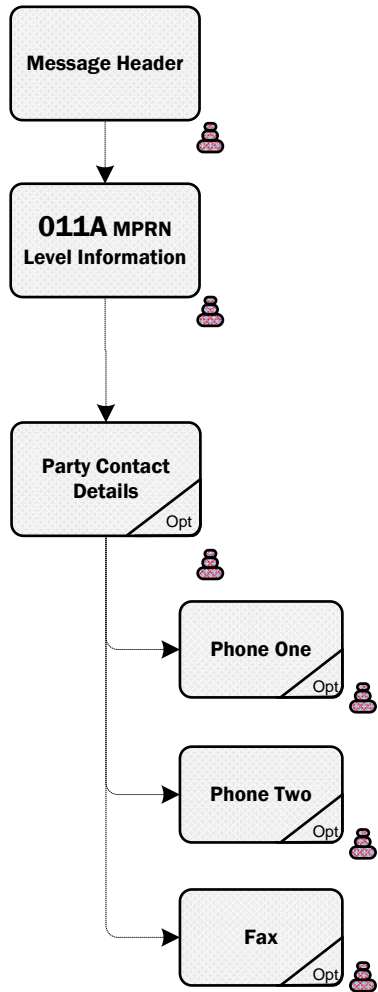 Message Header
011A MPRN
Level Information
Party Contact
Details
Opt
Phone One
Opt
Phone Two
Opt
Fax
Opt